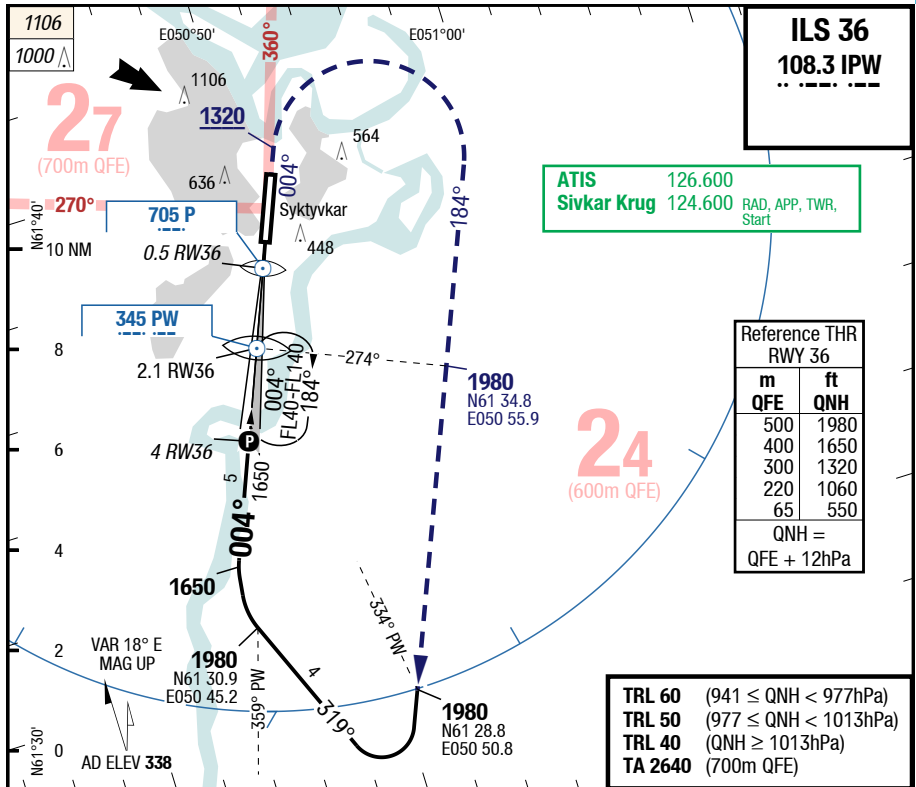 1106
1000
E050°50'
360°
E051°00'
ILS 36
108.3 IPW
1106
27
(700m QFE)
1320
564
636
004°
184°
ATIS 126.600
Sivkar Krug 124.600 RAD, APP, TWR,
Start
270°
Syktyvkar
N61°40'
705 P
0.5 RW36
448
10 NM
345 PW
8
2.1 RW36
274°
004°
FL40-FL140
184°
1980
N61 34.8
E050 55.9
Reference THR
RWY 36
m ft
QFE QNH
500 1980
400 1650
300 1320
220 1060
65 550
QNH =
QFE + 12hPa
24
(600m QFE)
6
4 RW36
P
5
1650
004°
4
1650
334° PW
VAR 18° E
MAG UP
2
1980
N61 30.9
E050 45.2
359° PW
4
319°
1980
N61 28.8
E050 50.8
N61°30'
0
AD ELEV 338
TRL 60 (941 ≤ QNH < 977hPa)
TRL 50 (977 ≤ QNH < 1013hPa)
TRL 40 (QNH ≥ 1013hPa)
TA 2640 (700m QFE)